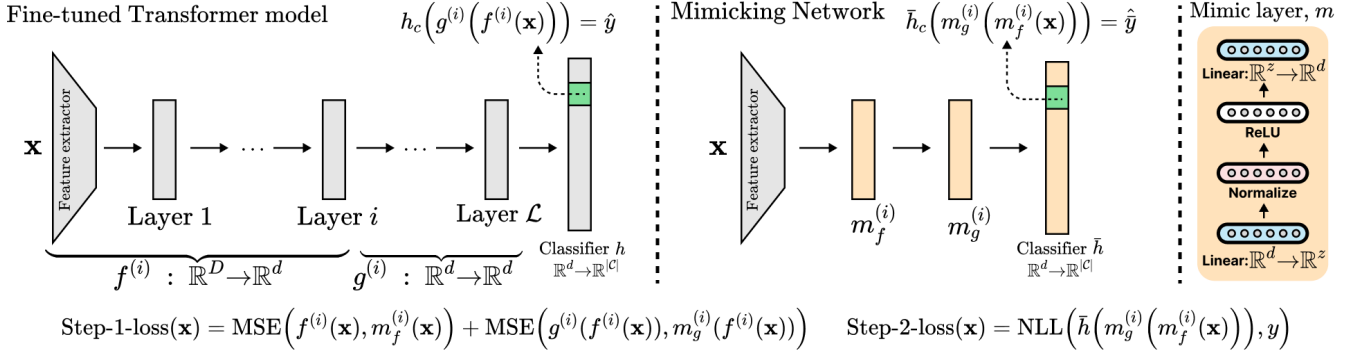 Fine-tuned Transformer model
h_c(g^{(i)}(f^{(i)}(𝐱))) = ŷ
𝐱
Feature extractor
...
...
Layer 1
Layer i
Layer ℒ
Classifier h
ℝ^d→ℝ^{|𝒞|}
f^{(i)} : ℝ^D→ℝ^d
g^{(i)} : ℝ^d→ℝ^d
Mimicking Network
h̄_c(m_g^{(i)}(m_f^{(i)}(𝐱))) = ŷ̂
𝐱
Feature extractor
m_f^{(i)}
m_g^{(i)}
Classifier h̄
ℝ^d→ℝ^{|𝒞|}
Mimic layer, m
Linear:ℝ^z→ℝ^d
ReLU
Normalize
Linear:ℝ^d→ℝ^z
Step-1-loss(𝐱) = MSE(f^{(i)}(𝐱), m_f^{(i)}(𝐱)) + MSE(g^{(i)}(f^{(i)}(𝐱)), m_g^{(i)}(f^{(i)}(𝐱)))
Step-2-loss(𝐱) = NLL(h̄(m_g^{(i)}(m_f^{(i)}(𝐱))), y)